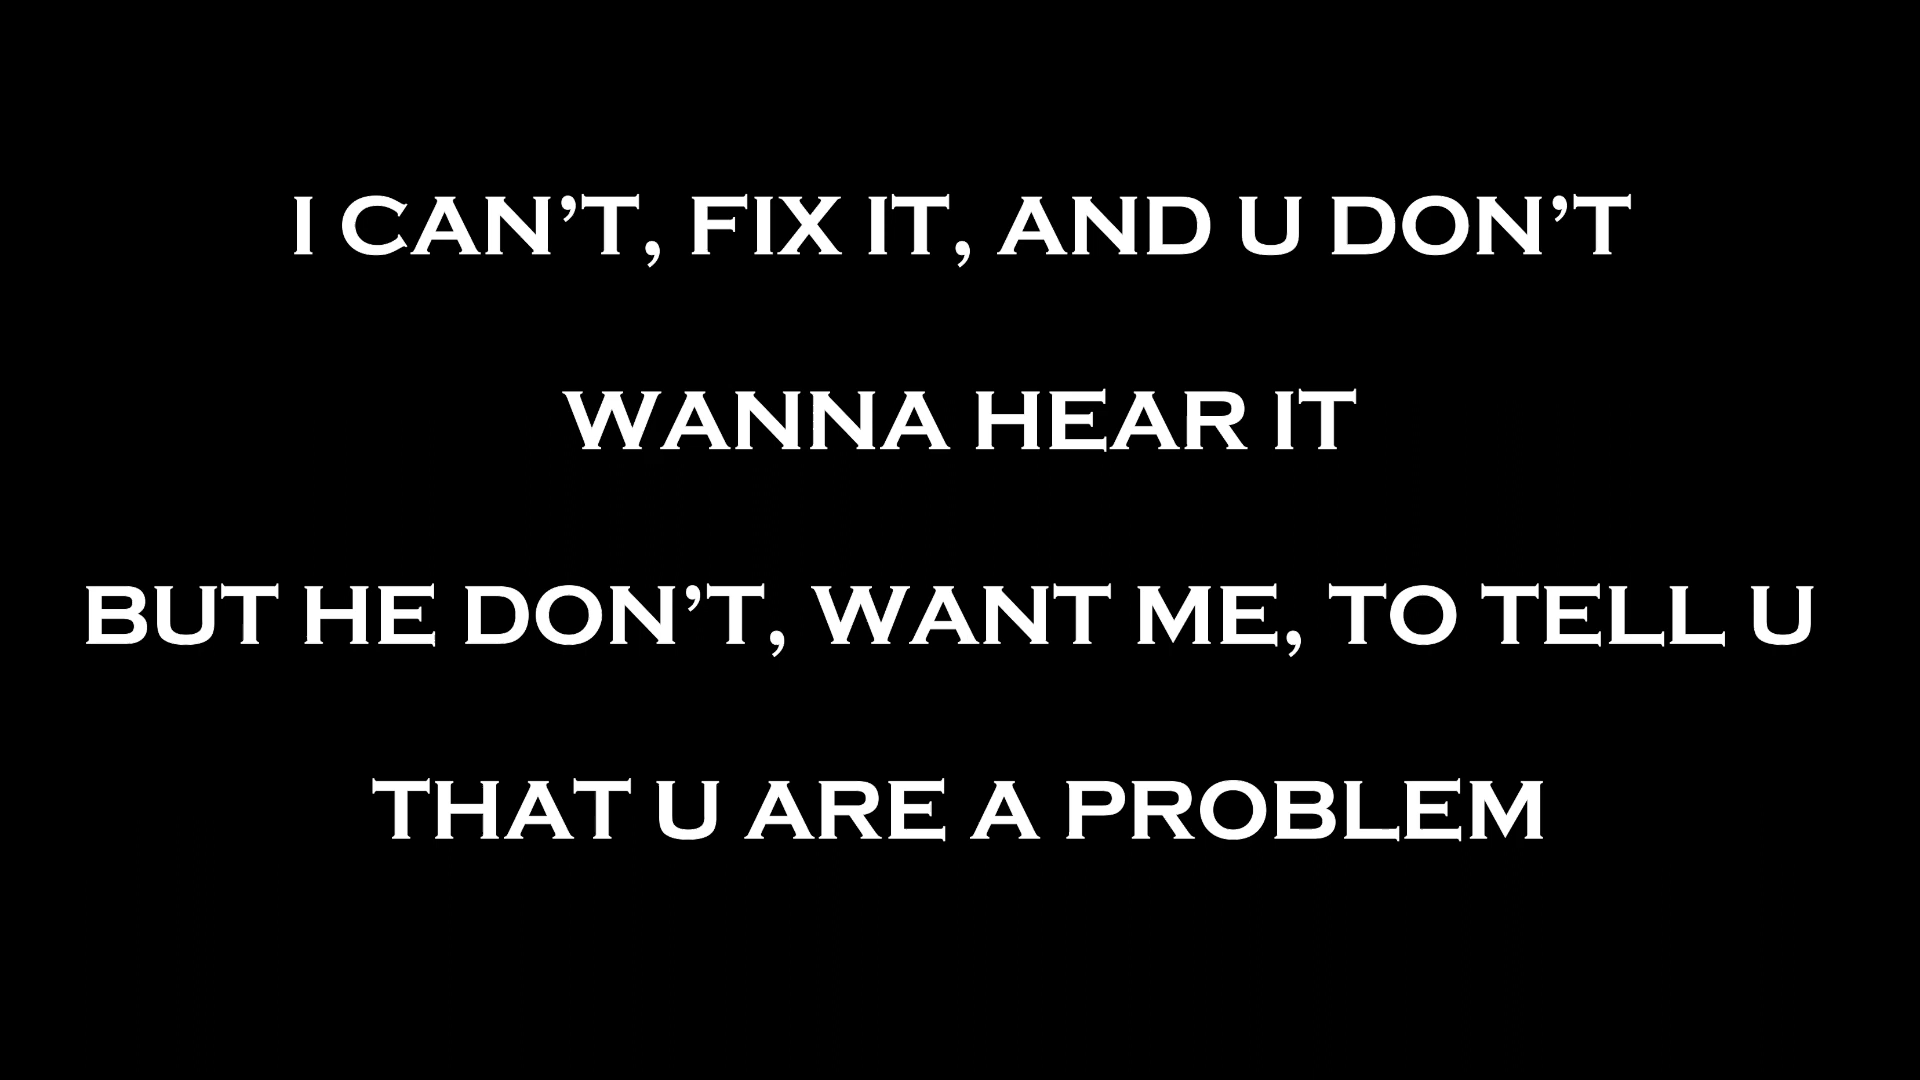 I CAN’T, FIX IT, AND U DON’T
WANNA HEAR IT
BUT HE DON’T, WANT ME, TO TELL U
THAT U ARE A PROBLEM